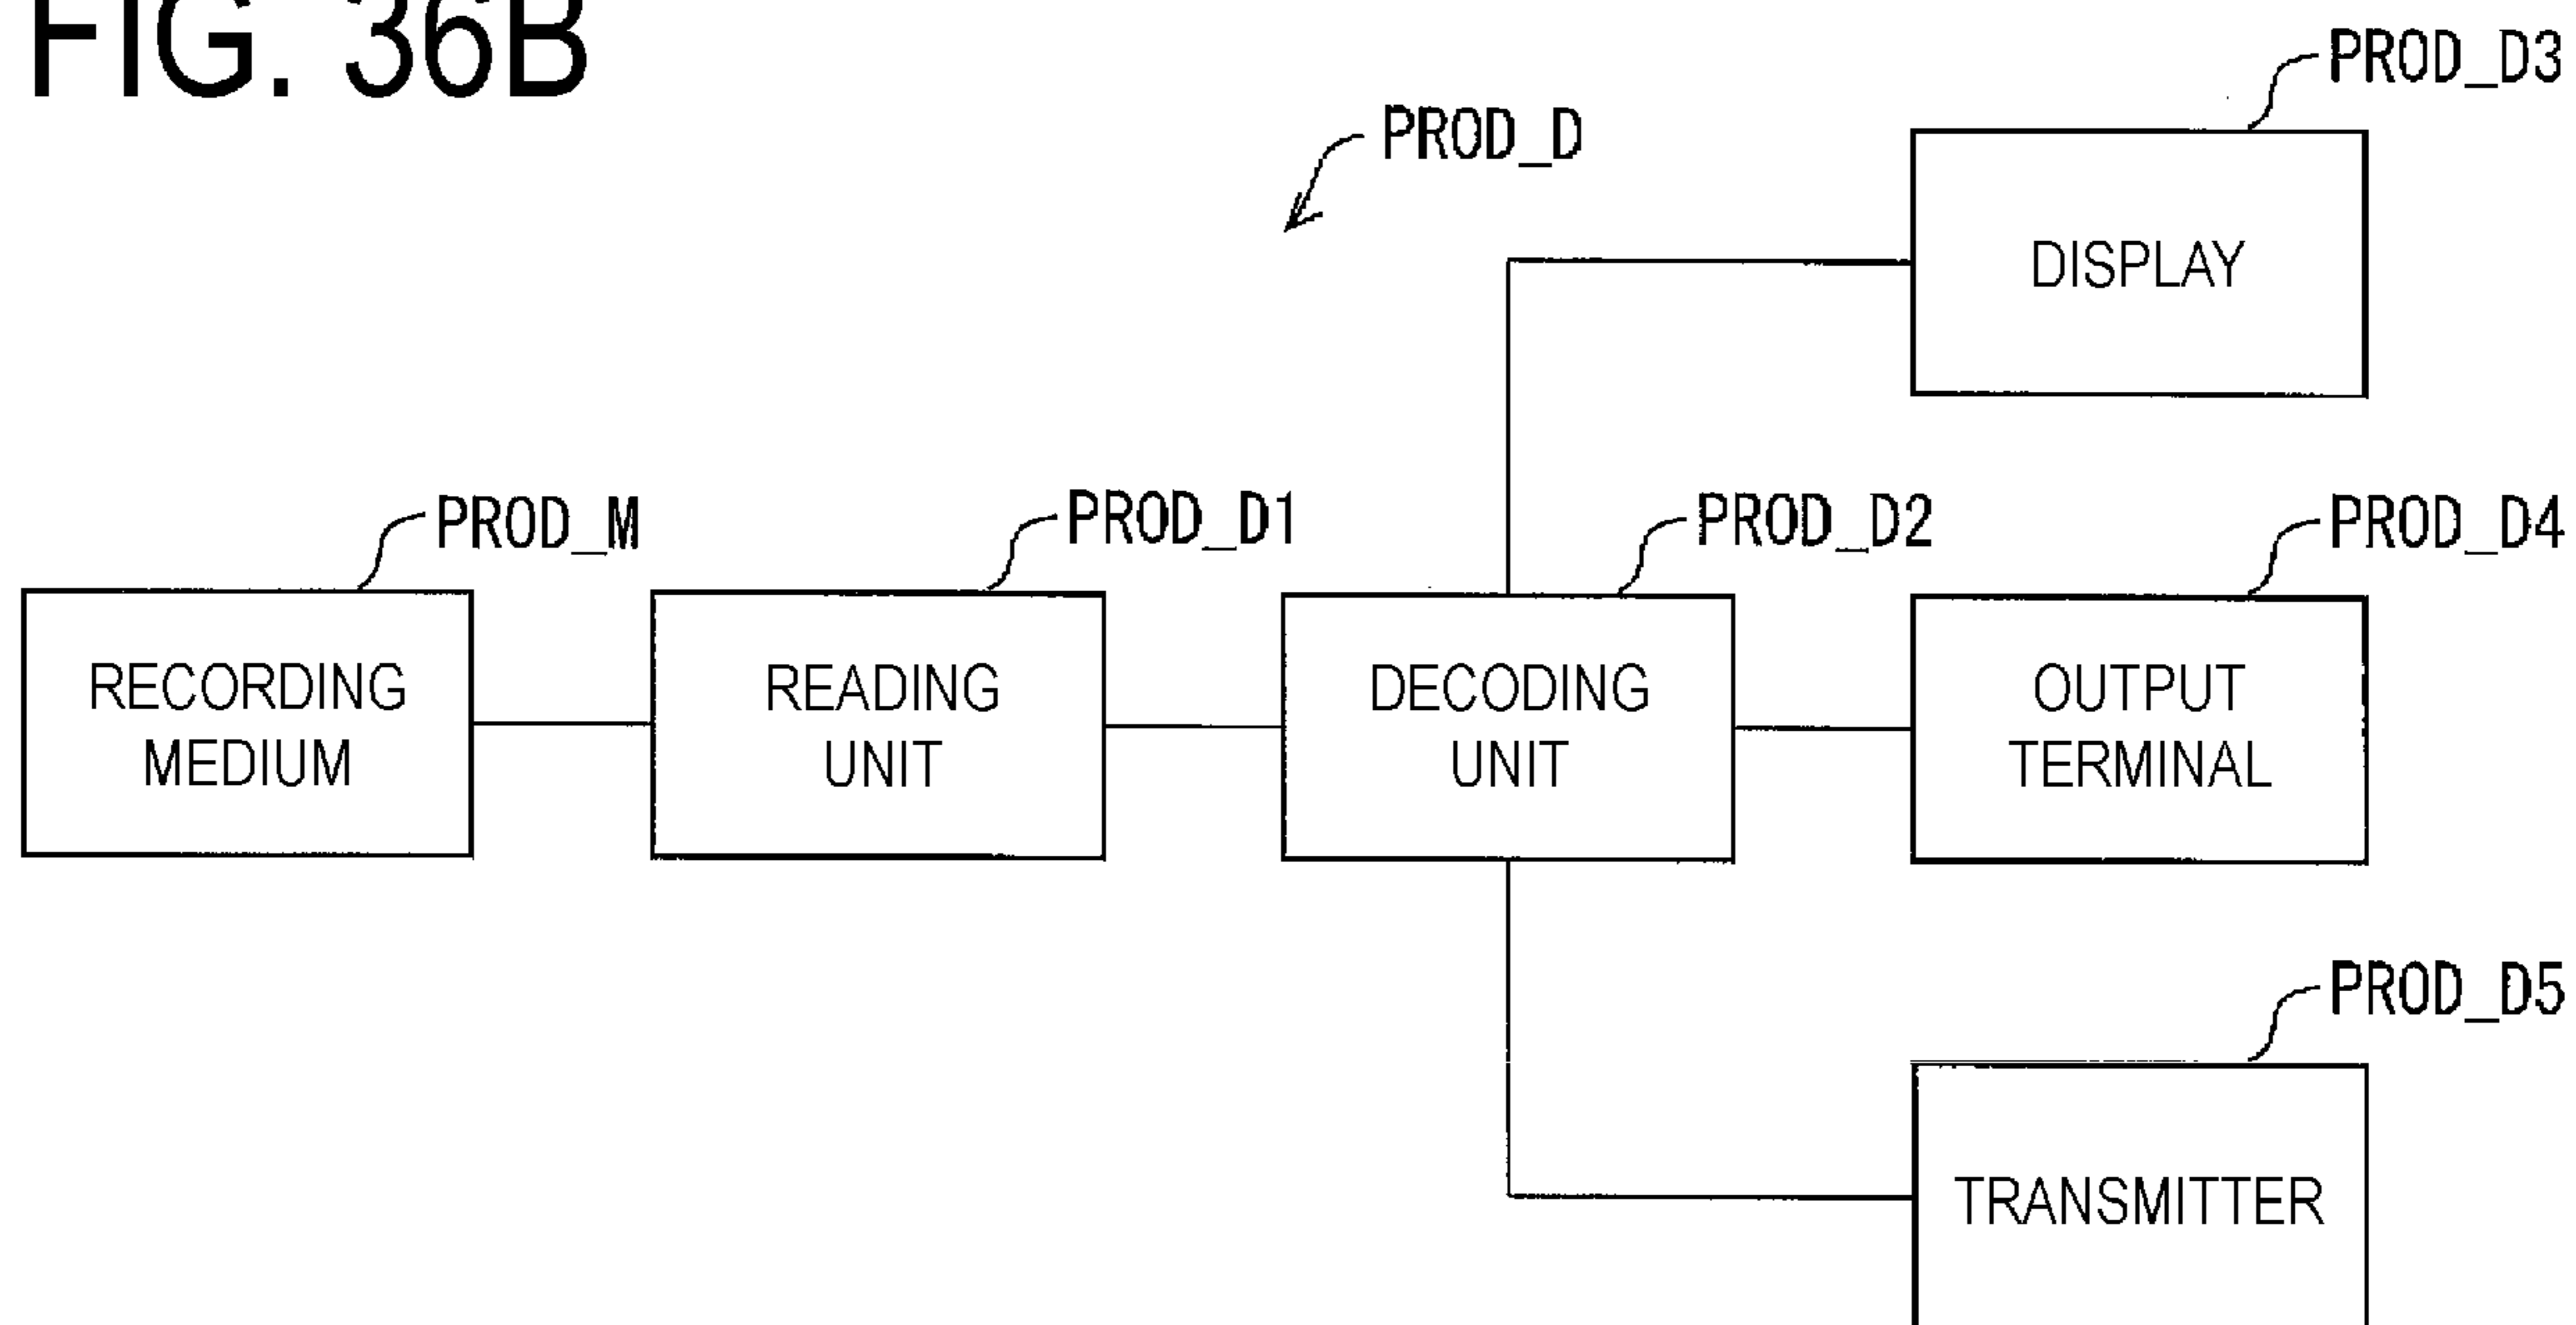 FIG. 36B
PROD_D3
PROD_D
DISPLAY
PROD_M
PROD_D1
PROD_D2
PROD_D4
RECORDING
MEDIUM
READING
UNIT
DECODING
UNIT
OUTPUT
TERMINAL
PROD_D5
TRANSMITTER